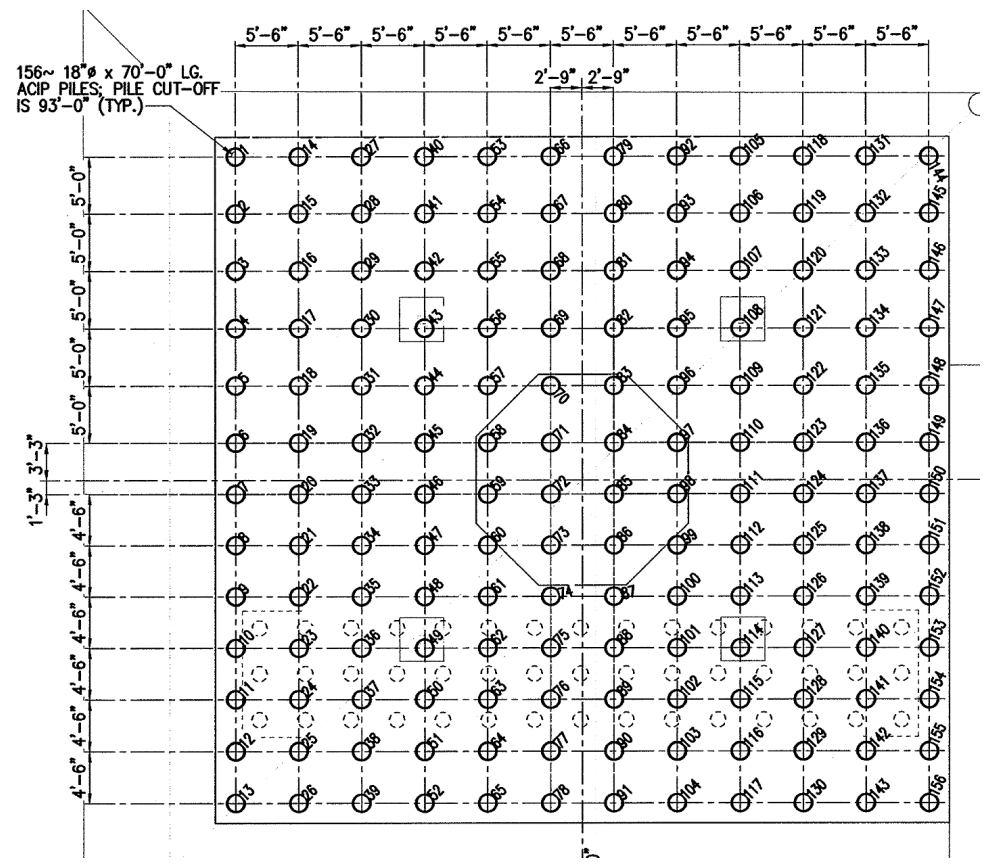 5'-6" 5'-6" 5'-6" 5'-6" 5'-6" 5'-6" 5'-6" 5'-6" 5'-6" 5'-6" 5'-6"
2'-9" 2'-9"
156~ 18"ø x 70'-0" LG.
ACIP PILES; PILE CUT-OFF
IS 93'-0" (TYP.)
1 14 27 40 53 66 79 92 105 118 131 144
5'-0"
2 15 28 41 54 67 80 93 106 119 132 145
5'-0"
3 16 29 42 55 68 81 94 107 120 133 146
5'-0"
4 17 30 43 56 69 82 95 108 121 134 147
5'-0"
5 18 31 44 57 70 83 96 109 122 135 148
5'-0"
6 19 32 45 58 71 84 97 110 123 136 149
3'-3"
1'-3"
7 20 33 46 59 72 85 98 111 124 137 150
4'-6"
8 21 34 47 60 73 86 99 112 125 138 151
4'-6"
9 22 35 48 61 74 87 100 113 126 139 152
4'-6"
10 23 36 49 62 75 88 101 114 127 140 153
4'-6"
11 24 37 50 63 76 89 102 115 128 141 154
4'-6"
12 25 38 51 64 77 90 103 116 129 142 155
4'-6"
13 26 39 52 65 78 91 104 117 130 143 156